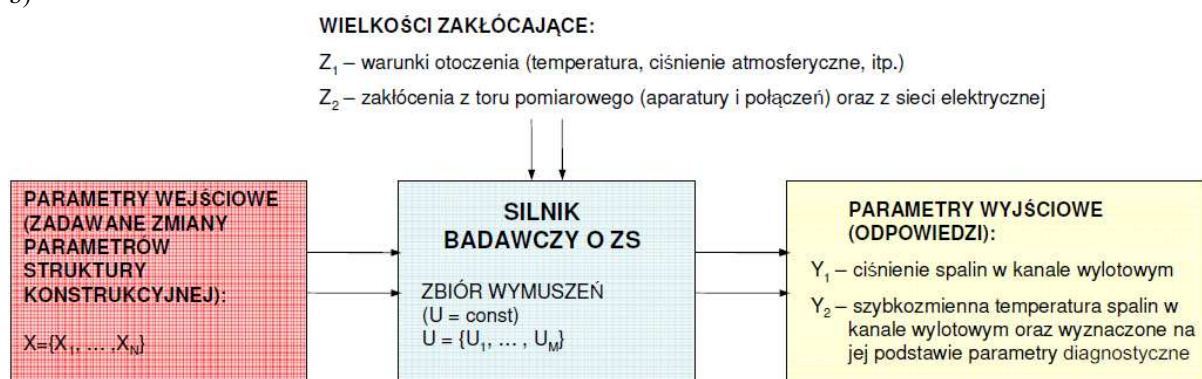 b)
WIELKOŚCI ZAKŁÓCAJĄCE:
Z1 – warunki otoczenia (temperatura, ciśnienie atmosferyczne, itp.)
Z2 – zakłócenia z toru pomiarowego (aparatury i połączeń) oraz z sieci elektrycznej
PARAMETRY WEJŚCIOWE
(ZADAWANE ZMIANY
PARAMETRÓW
STRUKTURY
KONSTRUKCYJNEJ):
X={X1, ... ,XN}
SILNIK
BADAWCZY O ZS
ZBIÓR WYMUSZEŃ
(U = const)
U = {U1, ... , UM}
PARAMETRY WYJŚCIOWE
(ODPOWIEDZI):
Y1 – ciśnienie spalin w kanale wylotowym
Y2 – szybkozmienna temperatura spalin w
kanale wylotowym oraz wyznaczone na
jej podstawie parametry diagnostyczne